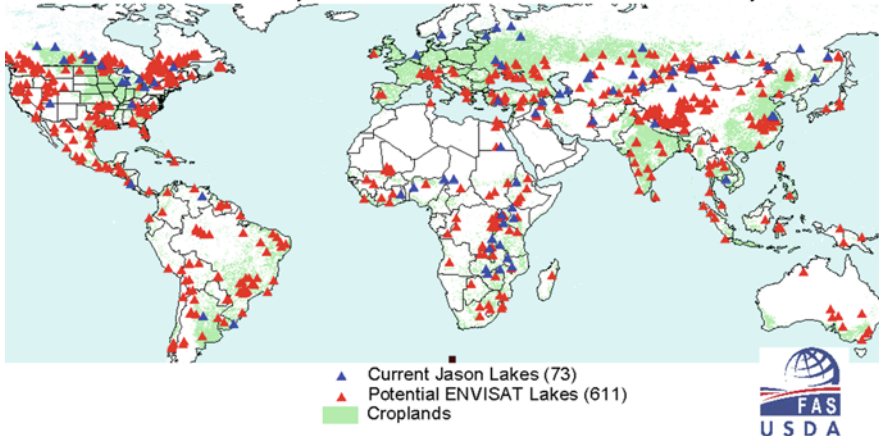 Current Jason Lakes (73)
Potential ENVISAT Lakes (611)
Croplands
FAS
USDA